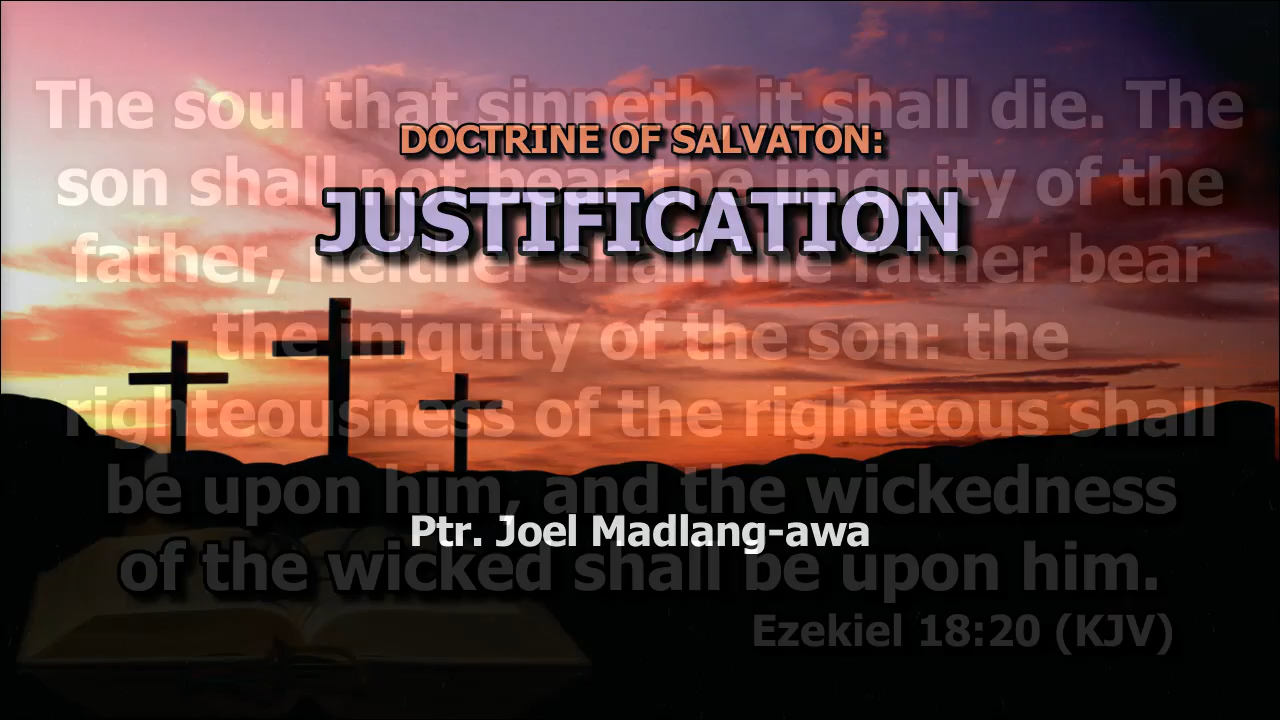 The soul that sinneth, it shall die. The
DOCTRINE OF SALVATON:
son shall not bear the iniquity of the
JUSTIFICATION
father, neither shall the father bear
the iniquity of the son: the
righteousness of the righteous shall
be upon him, and the wickedness
Ptr. Joel Madlang-awa
of the wicked shall be upon him.
Ezekiel 18:20 (KJV)